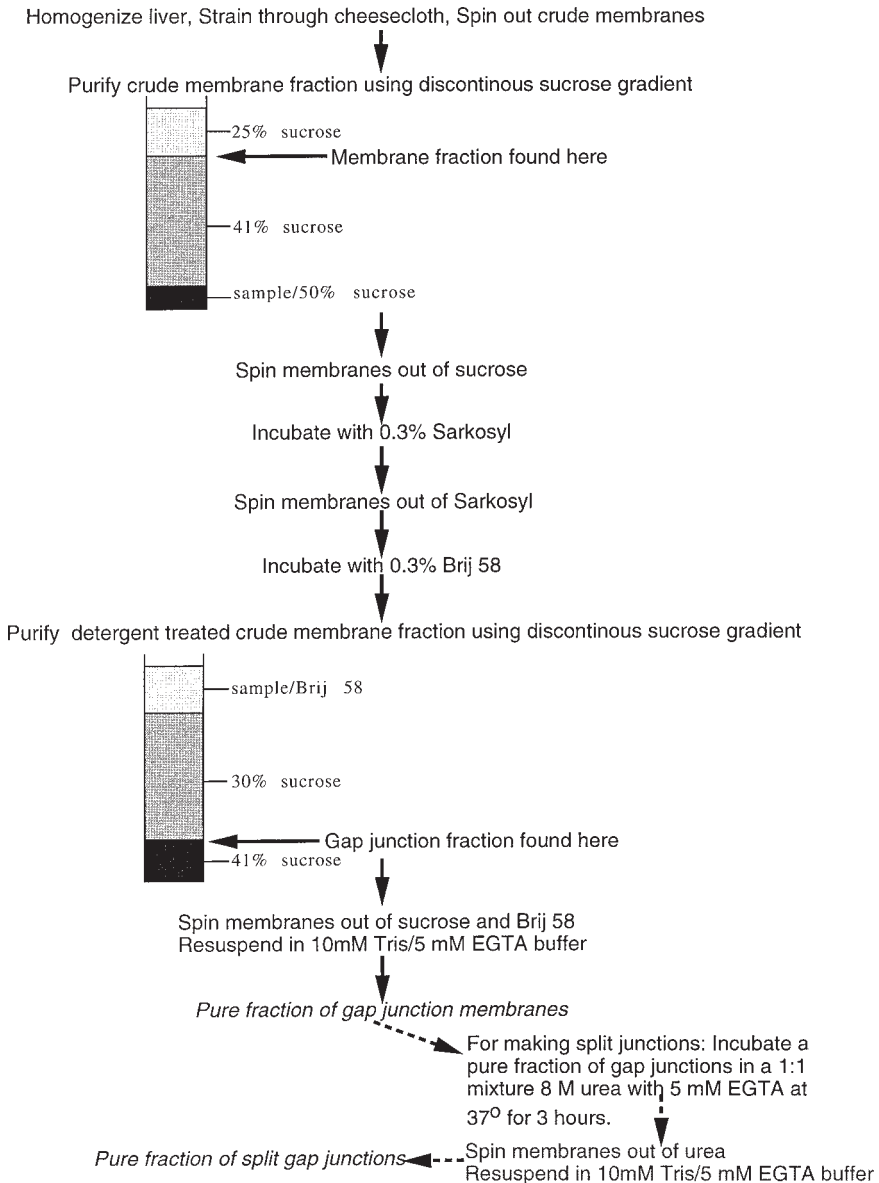 Homogenize liver, Strain through cheesecloth, Spin out crude membranes
Purify crude membrane fraction using discontinous sucrose gradient
25% sucrose
Membrane fraction found here
41% sucrose
sample/50% sucrose
Spin membranes out of sucrose
Incubate with 0.3% Sarkosyl
Spin membranes out of Sarkosyl
Incubate with 0.3% Brij 58
Purify detergent treated crude membrane fraction using discontinous sucrose gradient
sample/Brij 58
30% sucrose
Gap junction fraction found here
41% sucrose
Spin membranes out of sucrose and Brij 58
Resuspend in 10mM Tris/5 mM EGTA buffer
Pure fraction of gap junction membranes
For making split junctions: Incubate a
pure fraction of gap junctions in a 1:1
mixture 8 M urea with 5 mM EGTA at
37º for 3 hours.
Spin membranes out of urea
Resuspend in 10mM Tris/5 mM EGTA buffer
Pure fraction of split gap junctions